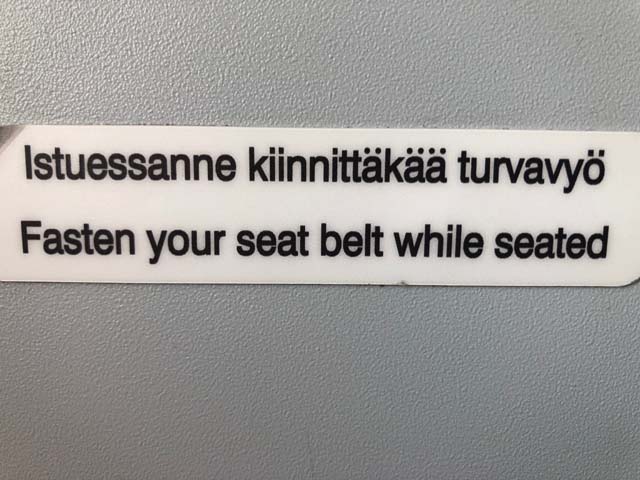 Istuessanne kiinnittäkää turvavyö
Fasten your seat belt while seated